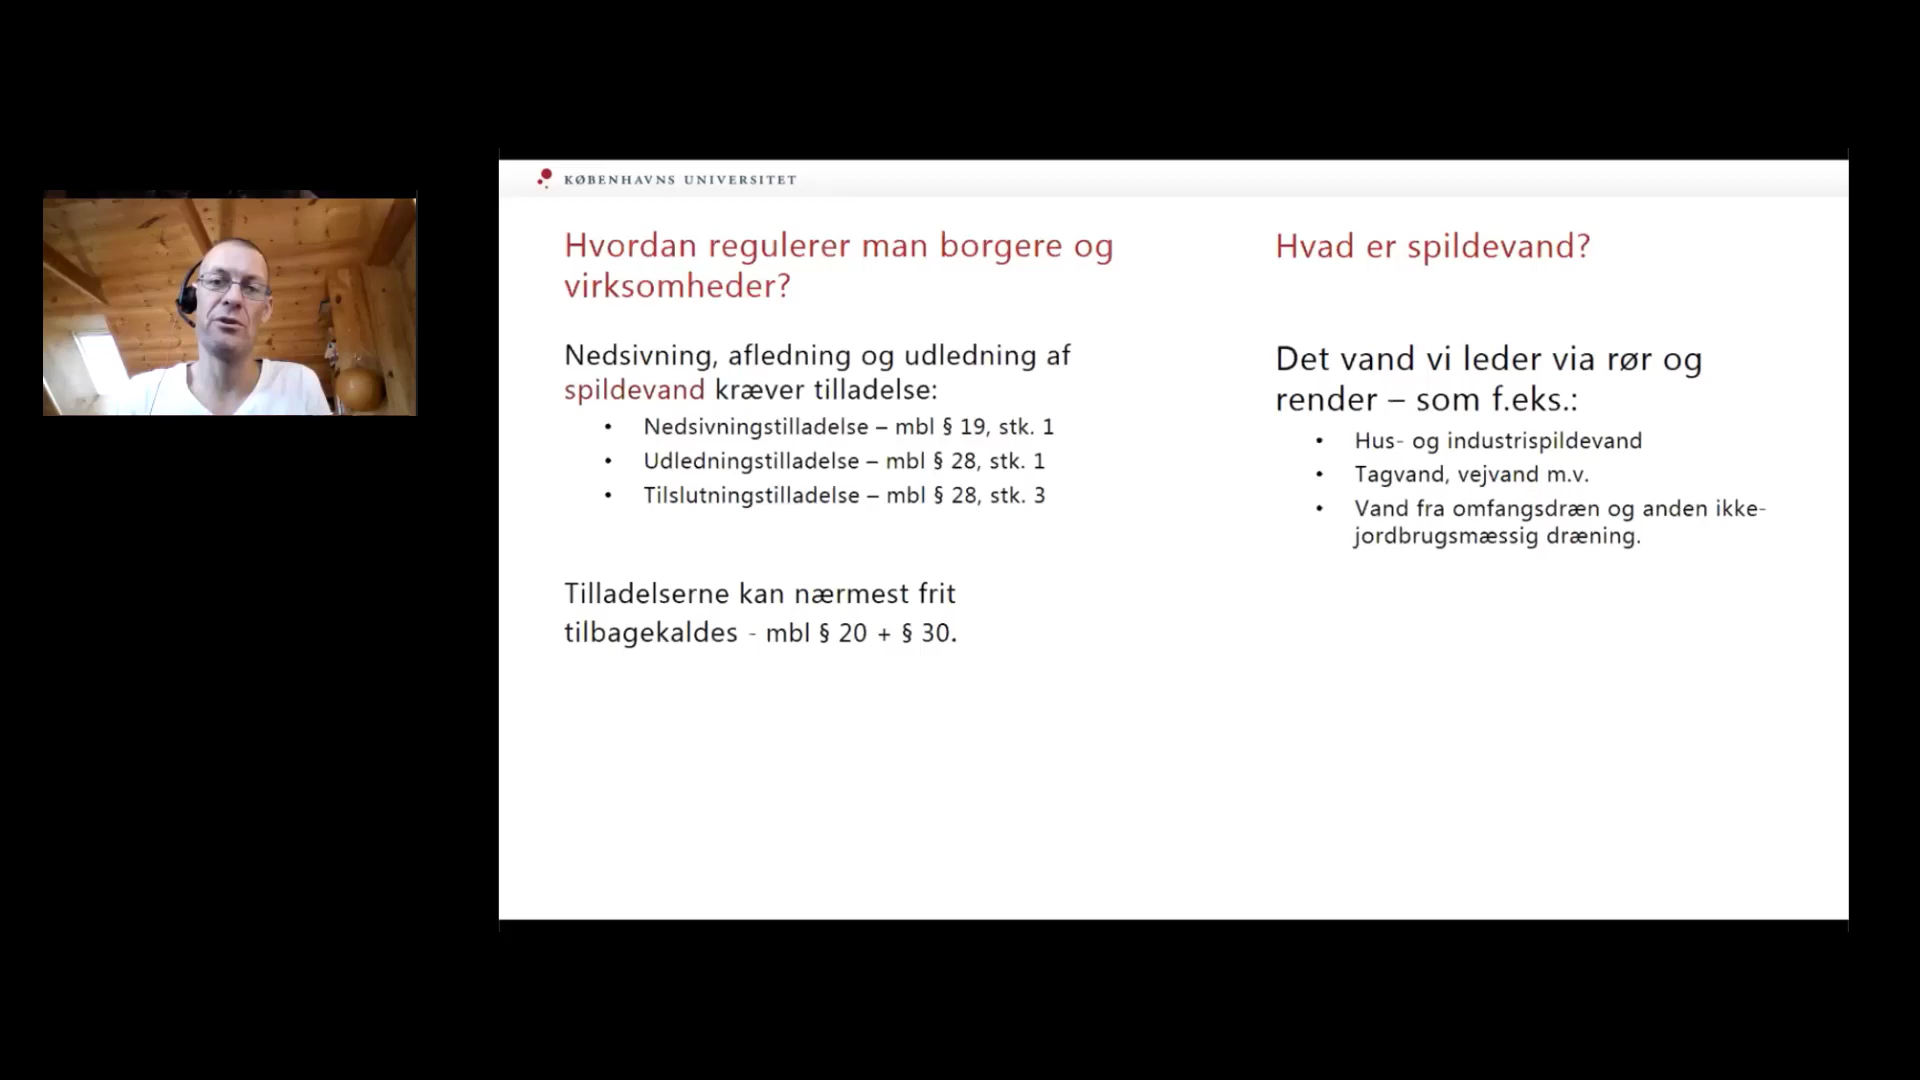 KØBENHAVNS UNIVERSITET
Hvordan regulerer man borgere og
virksomheder?
Nedsivning, afledning og udledning af
spildevand kræver tilladelse:
• Nedsivningstilladelse – mbl § 19, stk. 1
• Udledningstilladelse – mbl § 28, stk. 1
• Tilslutningstilladelse – mbl § 28, stk. 3
Tilladelserne kan nærmest frit
tilbagekaldes - mbl § 20 + § 30.
Hvad er spildevand?
Det vand vi leder via rør og
render – som f.eks.:
• Hus- og industrispildevand
• Tagvand, vejvand m.v.
• Vand fra omfangsdræn og anden ikke-
jordbrugsmæssig dræning.